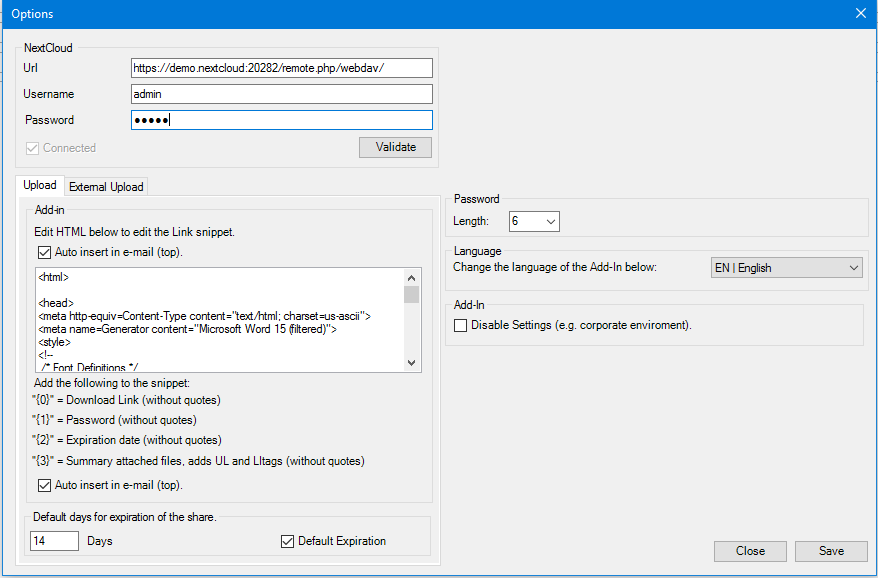 Options
NextCloud
Url
https://demo.nextcloud:20282/remote.php/webdav/
Username
admin
Password
●●●●●
Connected
Validate
Upload
External Upload
Add-in
Edit HTML below to edit the Link snippet.
Auto insert in e-mail (top).
<html>
<head>
<meta http-equiv=Content-Type content="text/html; charset=us-ascii">
<meta name=Generator content="Microsoft Word 15 (filtered)">
<style>
<!--
/* Font Definitions */
Add the following to the snippet:
"{0}" = Download Link (without quotes)
"{1}" = Password (without quotes)
"{2}" = Expiration date (without quotes)
"{3}" = Summary attached files, adds UL and LItags (without quotes)
Auto insert in e-mail (top).
Default days for expiration of the share.
14 Days
Default Expiration
Password
Length: 6
Language
Change the language of the Add-In below: EN | English
Add-In
Disable Settings (e.g. corporate enviroment).
Close
Save